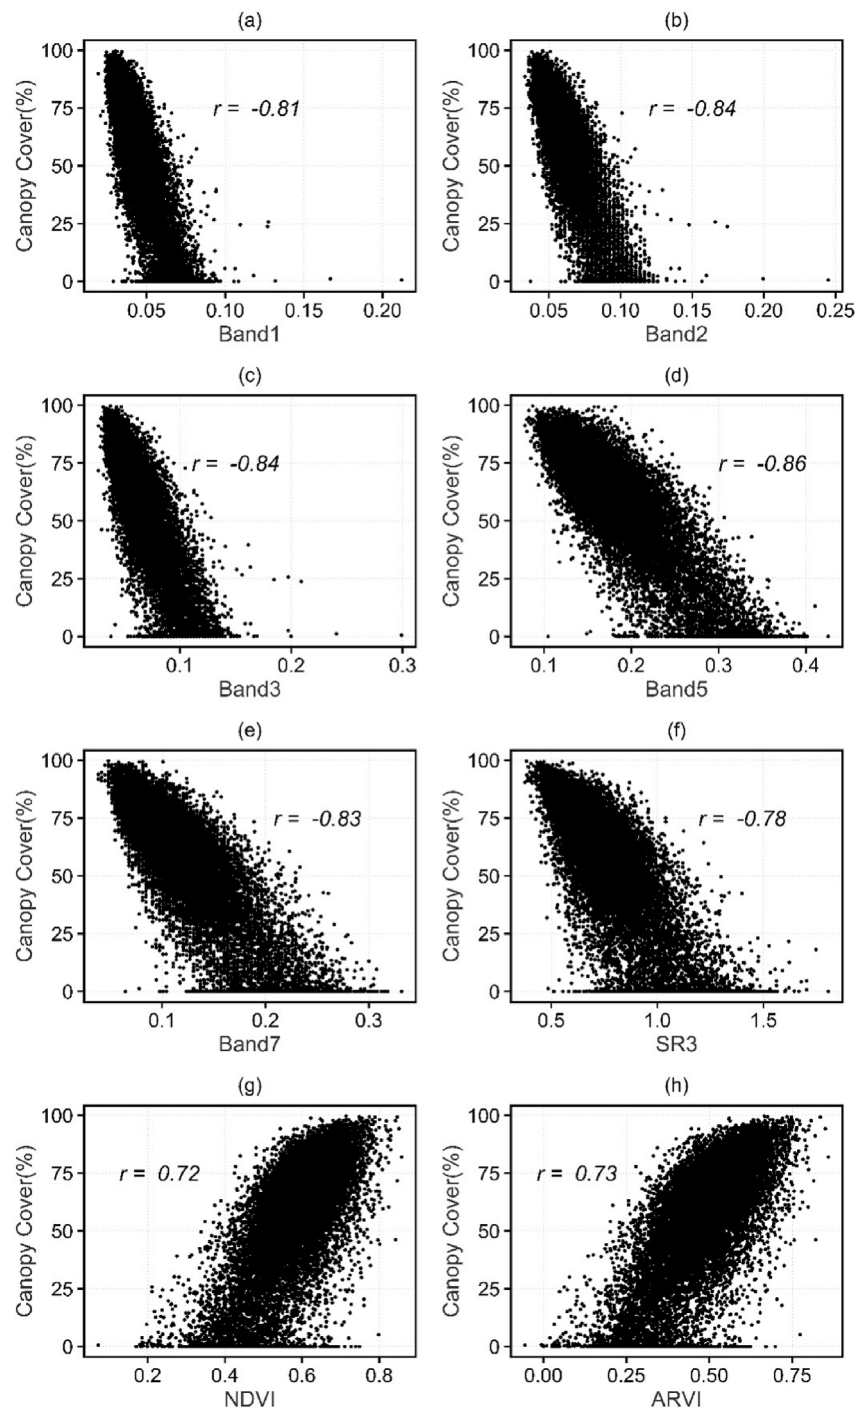 (a)
(b)
Canopy Cover(%)
100
75
50
25
0
r = -0.81
0.05
0.10
0.15
0.20
Band1
Canopy Cover(%)
100
75
50
25
0
r = -0.84
0.05
0.10
0.15
0.20
0.25
Band2
(c)
(d)
Canopy Cover(%)
100
75
50
25
0
r = -0.84
0.1
0.2
0.3
Band3
Canopy Cover(%)
100
75
50
25
0
r = -0.86
0.1
0.2
0.3
0.4
Band5
(e)
(f)
Canopy Cover(%)
100
75
50
25
0
r = -0.83
0.1
0.2
0.3
Band7
Canopy Cover(%)
100
75
50
25
0
r = -0.78
0.5
1.0
1.5
SR3
(g)
(h)
Canopy Cover(%)
100
75
50
25
0
r = 0.72
0.2
0.4
0.6
0.8
NDVI
Canopy Cover(%)
100
75
50
25
0
r = 0.73
0.00
0.25
0.50
0.75
ARVI